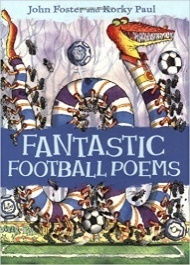 John Foster and Korky Paul
FANTASTIC
FOOTBALL POEMS